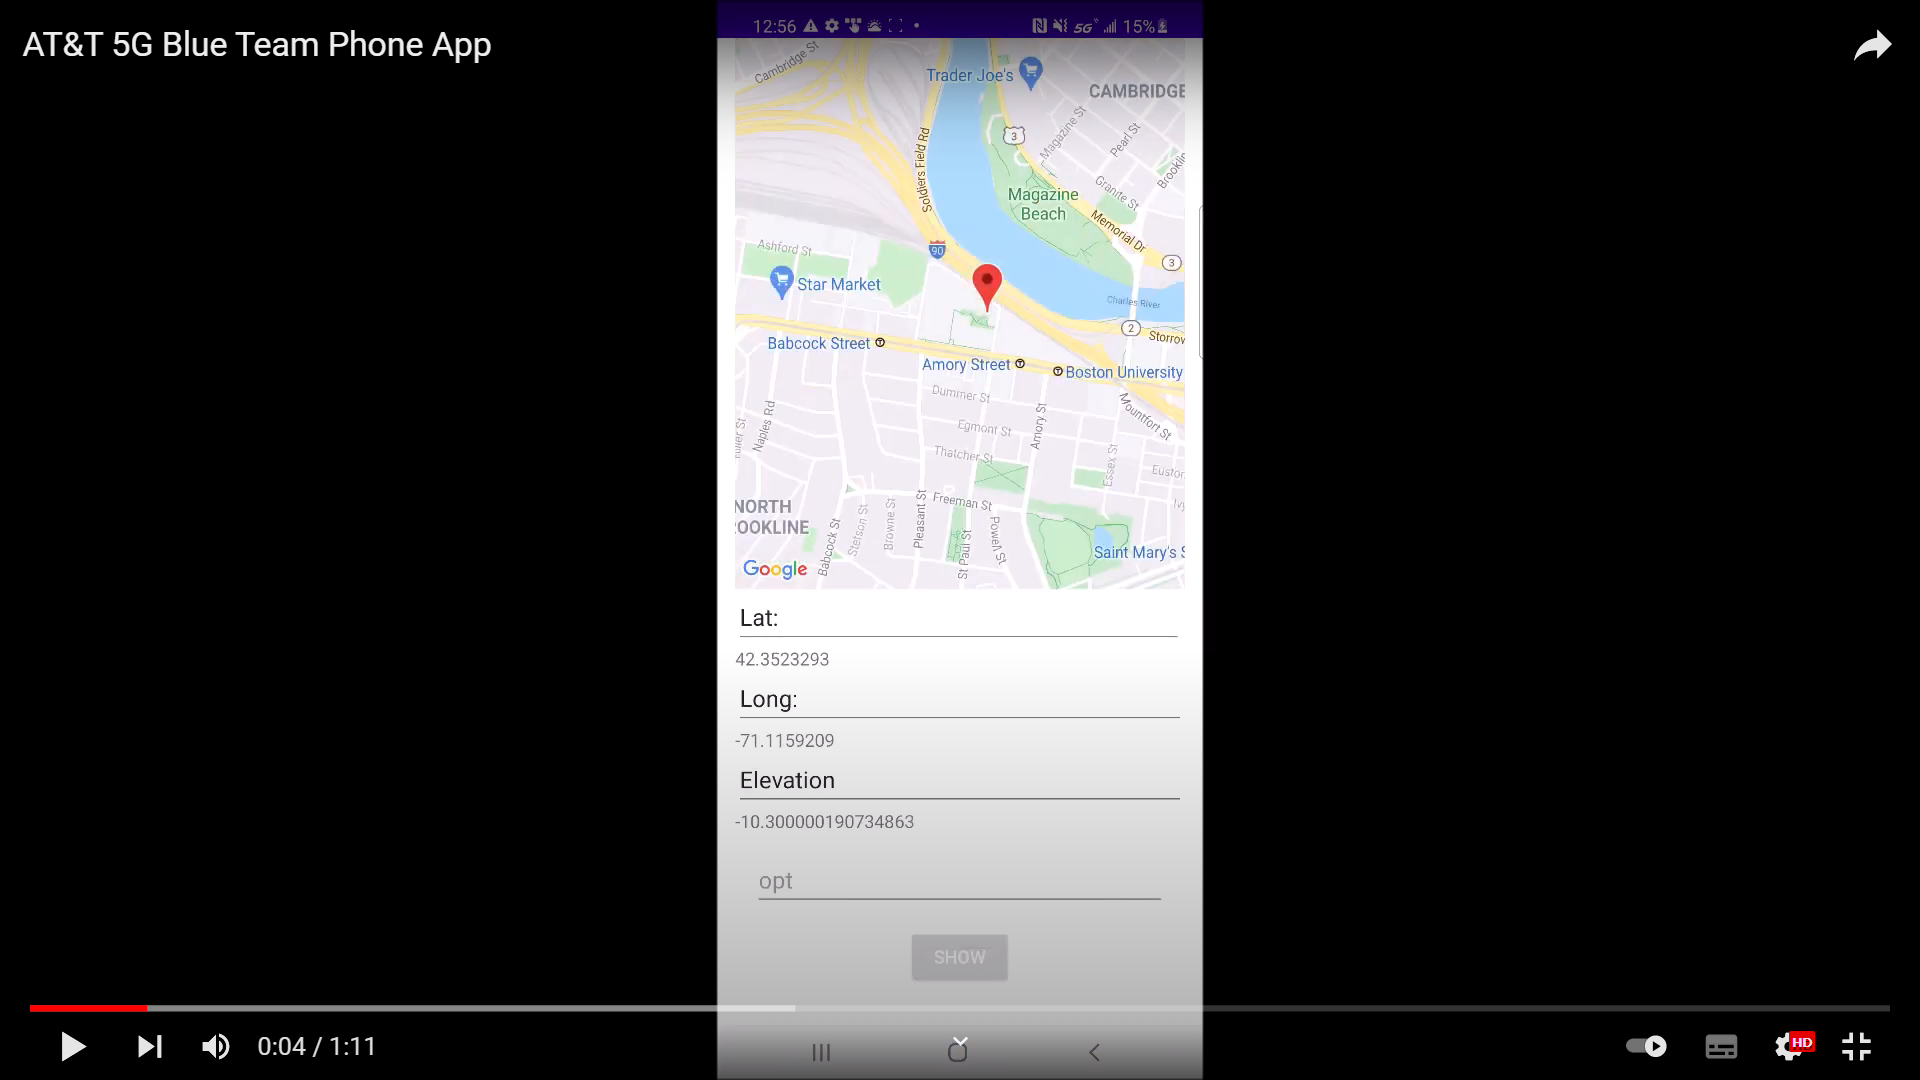 AT&T 5G Blue Team Phone App
12:56
5G
15%
Cambridge St
Trader Joe's
CAMBRIDGE
3
Magazine St
Pearl St
Soldiers Field Rd
Granite St
Magazine
Beach
Memorial Dr
Ashford St
90
3
Star Market
Charles River
2
Babcock Street
Amory Street
Boston University
Dummer St
Naples Rd
Amory St
Mountfort St
Egmont St
Thatcher St
Essex St
Freeman St
NORTH
Babcock St
Stetson St
Browne St
Pleasant St
St Paul St
Powell St
Saint Mary's S
Google
Lat:
42.3523293
Long:
-71.1159209
Elevation
-10.300000190734863
opt
SHOW
0:04 / 1:11
HD